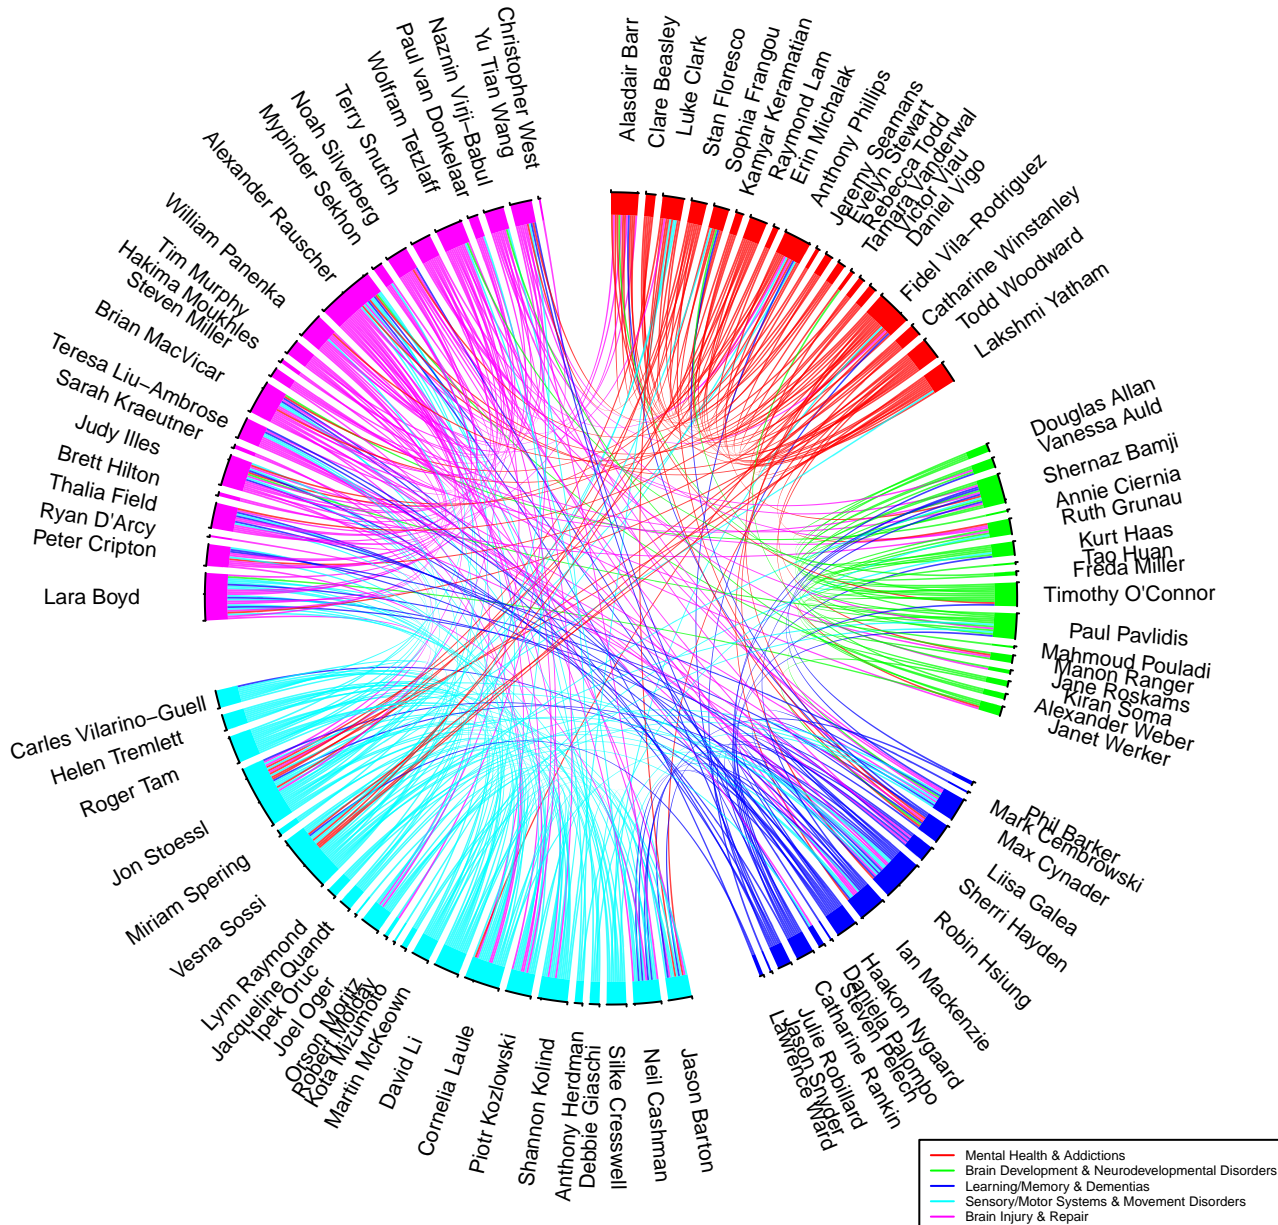 Alasdair Barr
Clare Beasley
Luke Clark
Stan Floresco
Sophia Frangou
Kamyar Keramatian
Raymond Lam
Erin Michalak
Anthony Phillips
Jeremy Seamans
Evelyn Stewart
Rebecca Todd
Tamara Vanderwal
Victor Viau
Daniel Vigo
Fidel Vila−Rodriguez
Catharine Winstanley
Todd Woodward
Lakshmi Yatham
Douglas Allan
Vanessa Auld
Shernaz Bamji
Annie Ciernia
Ruth Grunau
Kurt Haas
Tao Huan
Freda Miller
Timothy O'Connor
Paul Pavlidis
Mahmoud Pouladi
Manon Ranger
Jane Roskams
Kiran Soma
Alexander Weber
Janet Werker
Phil Barker
Mark Cembrowski
Max Cynader
Liisa Galea
Sherri Hayden
Robin Hsiung
Ian Mackenzie
Haakon Nygaard
Daniela Palombo
Steven Pelech
Catharine Rankin
Julie Robillard
Jason Snyder
Lawrence Ward
Jason Barton
Neil Cashman
Silke Cresswell
Debbie Giaschi
Anthony Herdman
Shannon Kolind
Piotr Kozlowski
Cornelia Laule
David Li
Martin McKeown
Kota Mizumoto
Robert Molday
Orson Moritz
Joel Oger
Ipek Oruc
Jacqueline Quandt
Lynn Raymond
Vesna Sossi
Miriam Spering
Jon Stoessl
Roger Tam
Helen Tremlett
Carles Vilarino−Guell
Lara Boyd
Peter Cripton
Ryan D'Arcy
Thalia Field
Brett Hilton
Judy Illes
Sarah Kraeutner
Teresa Liu−Ambrose
Brian MacVicar
Steven Miller
Hakima Moukhles
Tim Murphy
William Panenka
Alexander Rauscher
Mypinder Sekhon
Noah Silverberg
Terry Snutch
Wolfram Tetzlaff
Paul van Donkelaar
Naznin Virji−Babul
Yu Tian Wang
Christopher West
Mental Health & Addictions
Brain Development & Neurodevelopmental Disorders
Learning/Memory & Dementias
Sensory/Motor Systems & Movement Disorders
Brain Injury & Repair